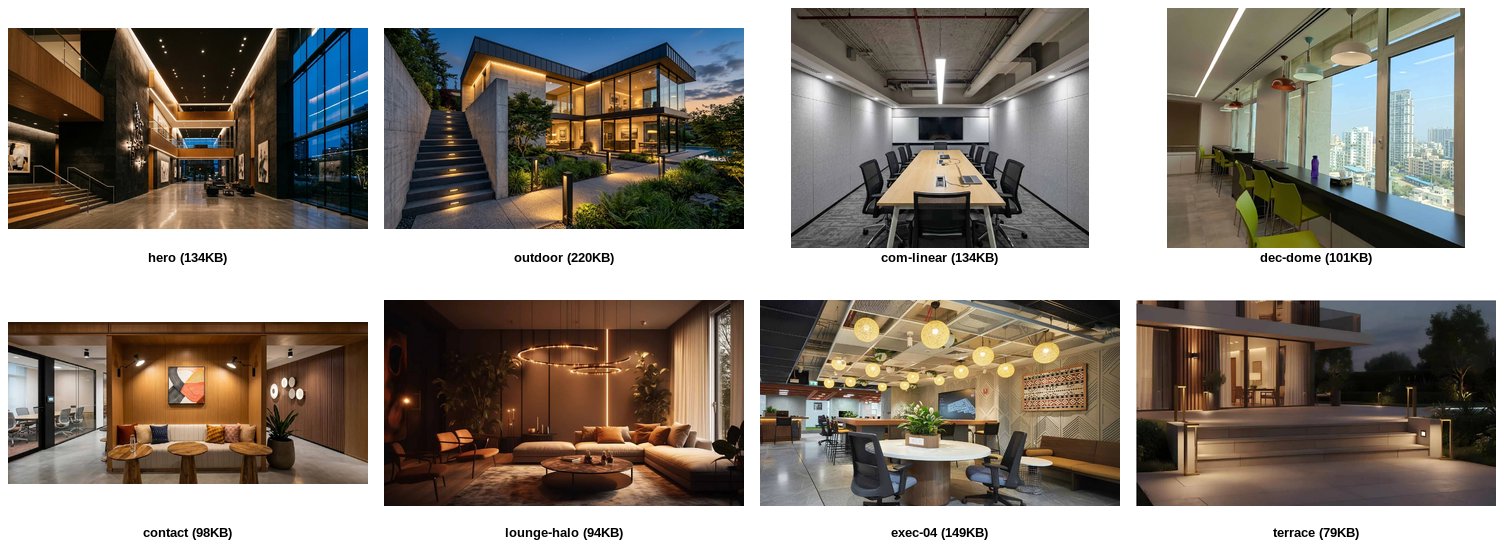 hero (134KB)
outdoor (220KB)
com-linear (134KB)
dec-dome (101KB)
contact (98KB)
lounge-halo (94KB)
exec-04 (149KB)
terrace (79KB)